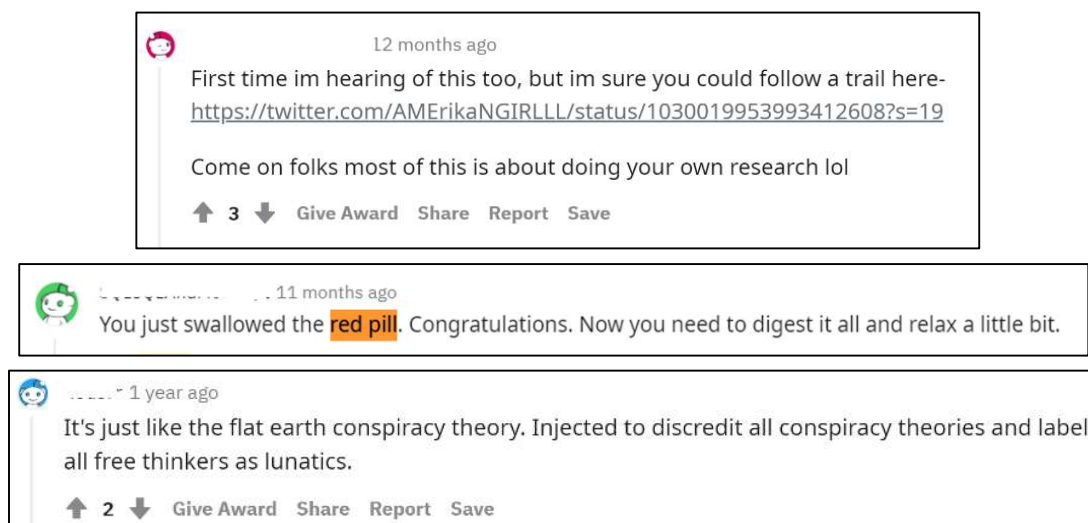 12 months ago
First time im hearing of this too, but im sure you could follow a trail here-
https://twitter.com/AMErikaNGIRLLL/status/1030019953993412608?s=19
Come on folks most of this is about doing your own research lol
3 Give Award Share Report Save
11 months ago
You just swallowed the red pill. Congratulations. Now you need to digest it all and relax a little bit.
1 year ago
It's just like the flat earth conspiracy theory. Injected to discredit all conspiracy theories and label
all free thinkers as lunatics.
2 Give Award Share Report Save